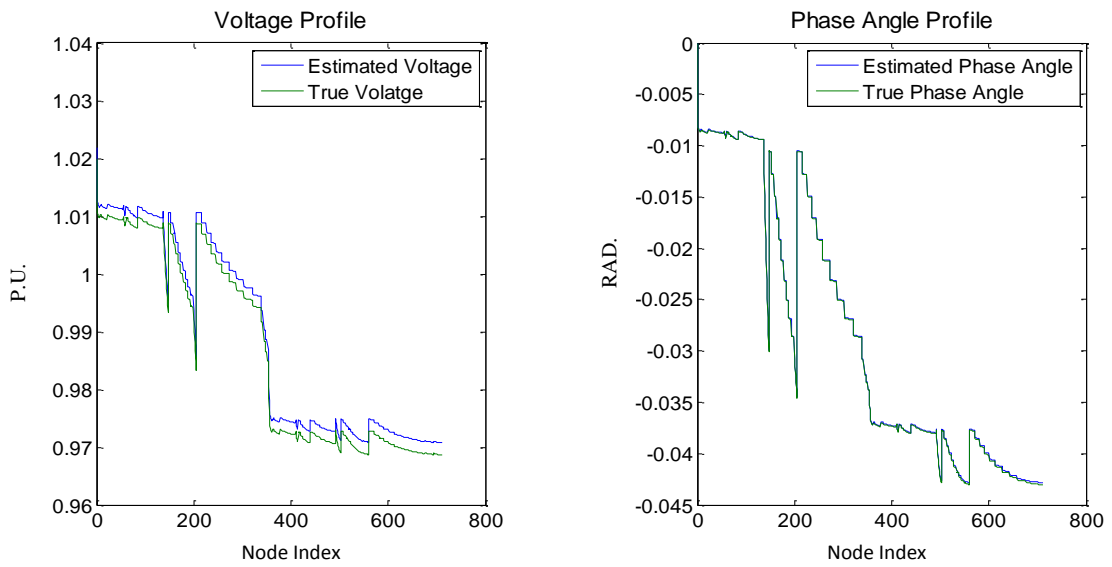 Voltage Profile
1.04
1.03
1.02
1.01
1
0.99
0.98
0.97
0.96
P.U.
0
200
400
600
800
Node Index
Estimated Voltage
True Volatge
Phase Angle Profile
0
-0.005
-0.01
-0.015
-0.02
-0.025
-0.03
-0.035
-0.04
-0.045
RAD.
0
200
400
600
800
Node Index
Estimated Phase Angle
True Phase Angle